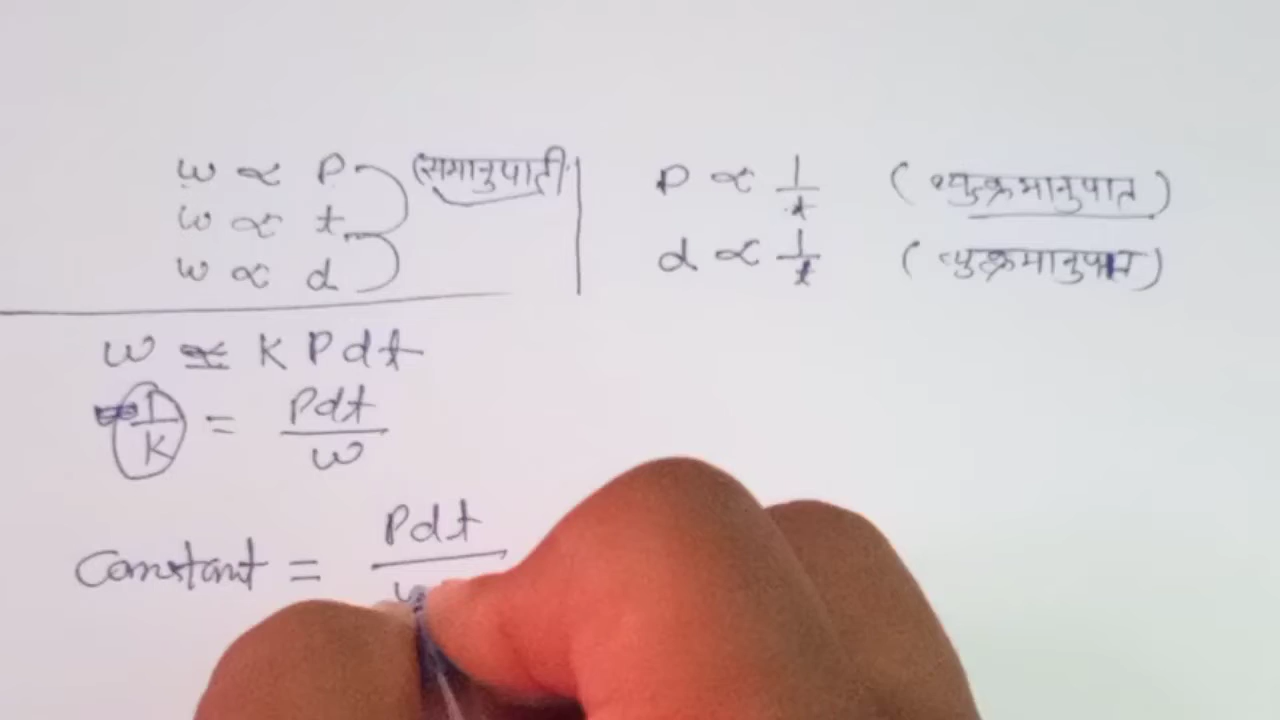 w ∝ P (समानुपाती)
w ∝ t
w ∝ d
P ∝ 1/t (व्युत्क्रमानुपात)
d ∝ 1/t (व्युत्क्रमानुपात)
w = K P d t
1/K = Pdt/w
Constant = Pdt/w